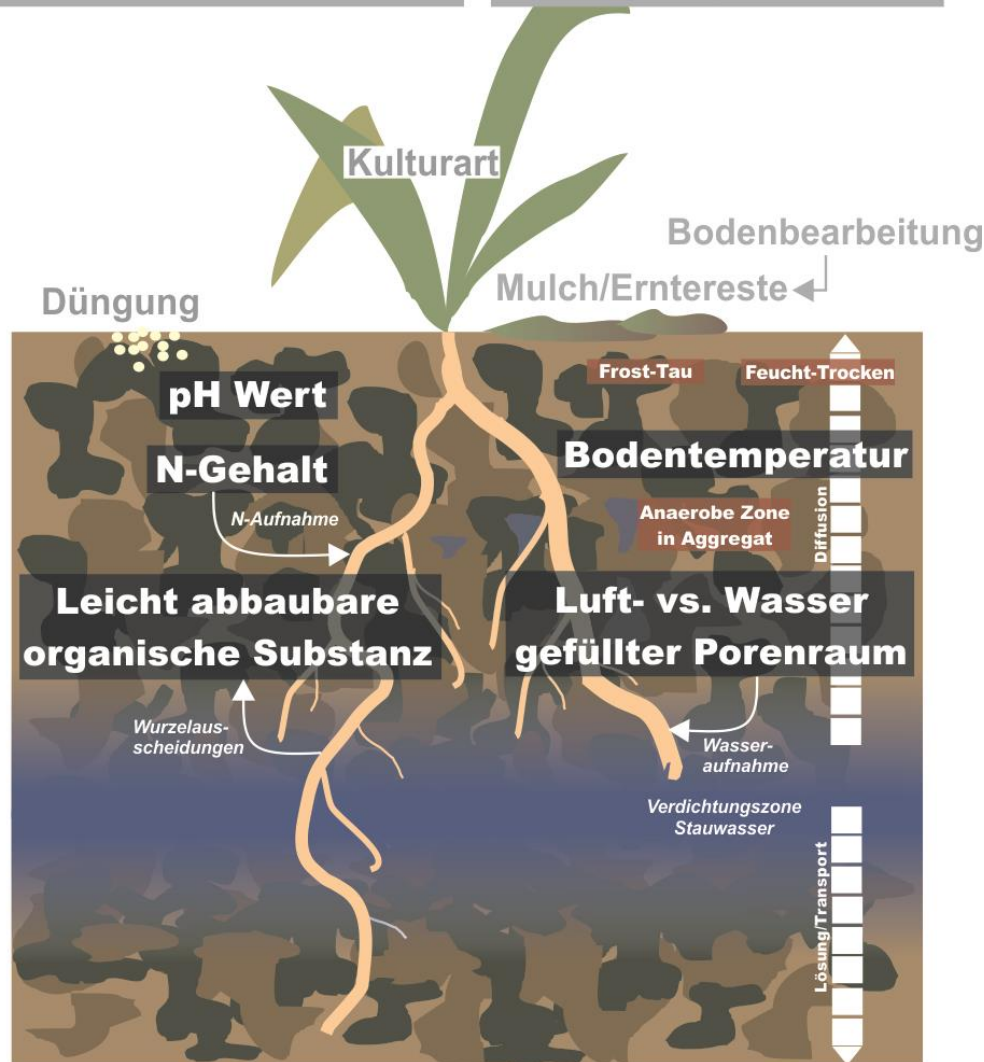 Kulturart
Bodenbearbeitung
Mulch/Erntereste
Düngung
Frost-Tau
Feucht-Trocken
pH Wert
N-Gehalt
Bodentemperatur
N-Aufnahme
Anaerobe Zone
in Aggregat
Diffusion
Leicht abbaubare
organische Substanz
Luft- vs. Wasser
gefüllter Porenraum
Wurzelaus-
scheidungen
Wasser-
aufnahme
Verdichtungszone
Stauwasser
Lösung/Transport